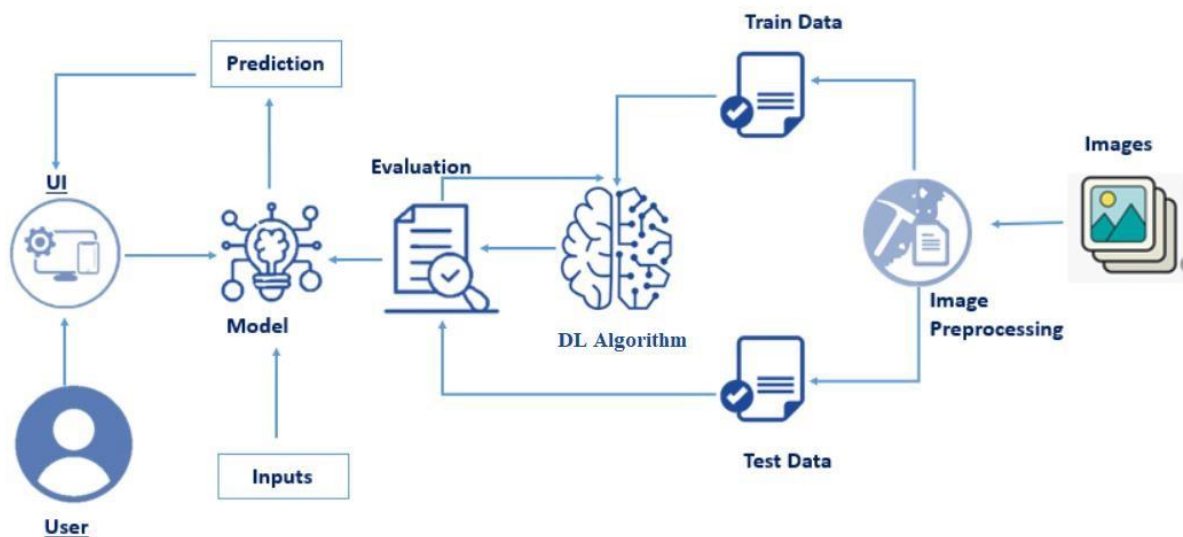 Train Data
Prediction
Images
Evaluation
UI
Model
DL Algorithm
Image
Preprocessing
Test Data
Inputs
User